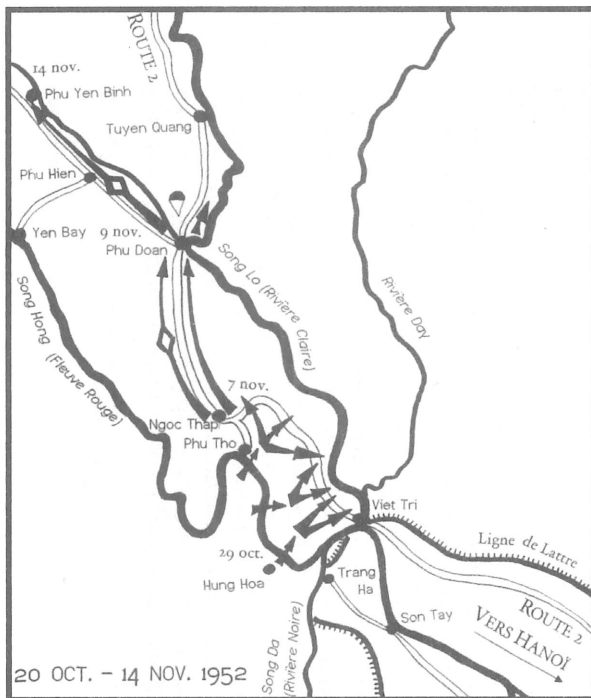 ROUTE 2
14 nov.
Phu Yen Binh
Tuyen Quang
Phu Hien
Yen Bay
9 nov.
Phu Doan
Song Lo (Rivière Claire)
Rivière Day
Song Hong
(Fleuve Rouge)
7 nov.
Ngoc Thap
Phu Tho
Viet Tri
Ligne de Lattre
29 oct.
Hung Hoa
Trang
Ha
Son Tay
ROUTE 2
VERS HANOÏ
Song Da
(Rivière Noire)
20 OCT. – 14 NOV. 1952